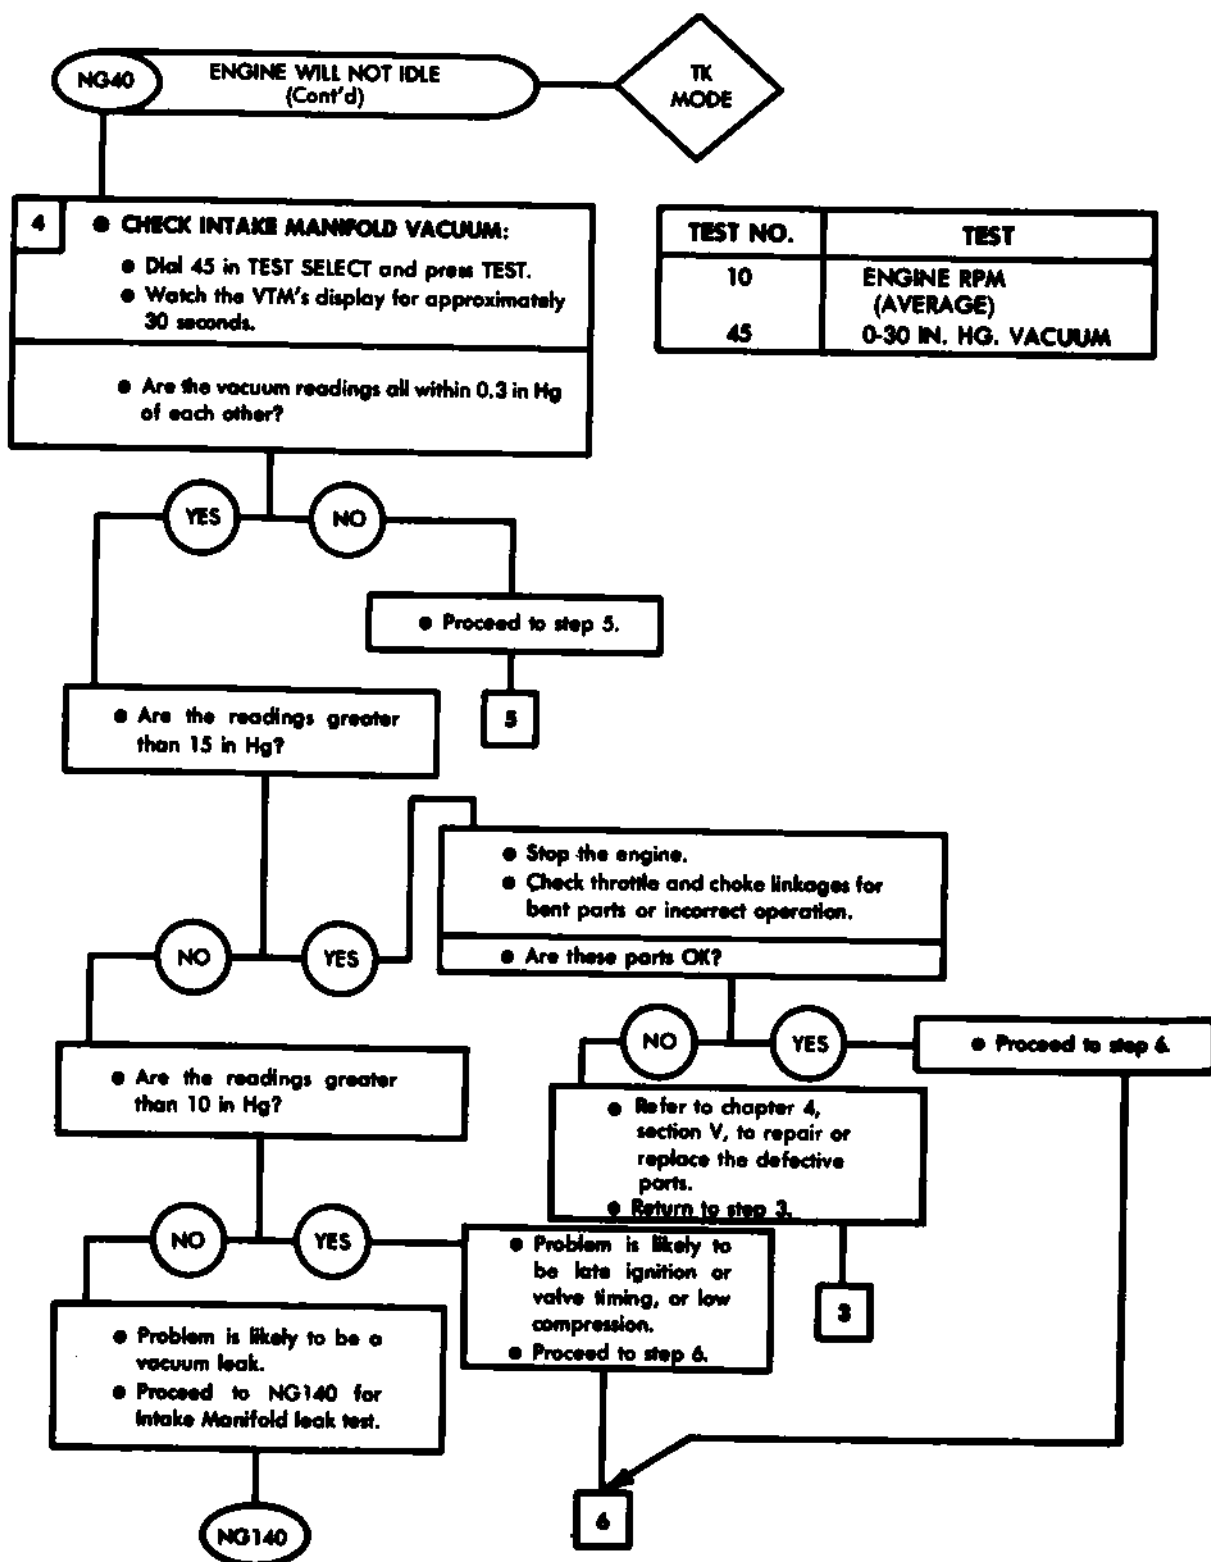 NG40
ENGINE WILL NOT IDLE
(Cont'd)
TK
MODE
4
● CHECK INTAKE MANIFOLD VACUUM:
● Dial 45 in TEST SELECT and press TEST.
● Watch the VTM's display for approximately
30 seconds.
● Are the vacuum readings all within 0.3 in Hg
of each other?
TEST NO. TEST
10 ENGINE RPM
(AVERAGE)
45 0-30 IN. HG. VACUUM
YES
NO
● Proceed to step 5.
5
● Are the readings greater
than 15 in Hg?
NO
YES
● Stop the engine.
● Check throttle and choke linkages for
bent parts or incorrect operation.
● Are these parts OK?
NO
YES
● Proceed to step 6.
● Refer to chapter 4,
section V, to repair or
replace the defective
parts.
● Return to step 3.
3
● Are the readings greater
than 10 in Hg?
NO
YES
● Problem is likely to
be late ignition or
valve timing, or low
compression.
● Proceed to step 6.
6
● Problem is likely to be a
vacuum leak.
● Proceed to NG140 for
Intake Manifold leak test.
NG140